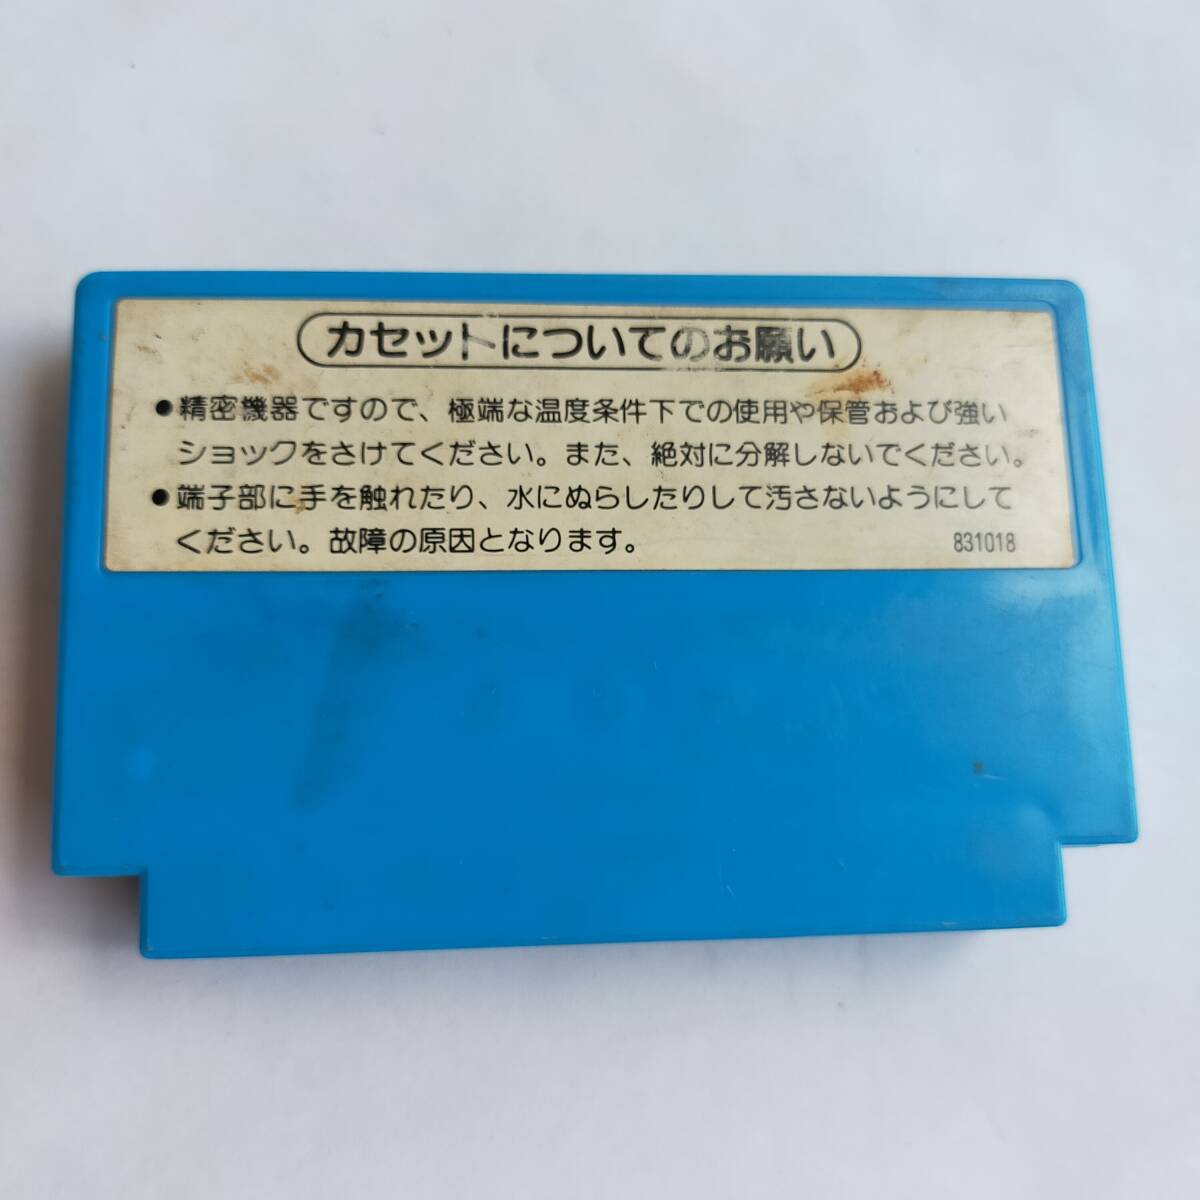 カセットについてのお願い
●精密機器ですので、極端な温度条件下での使用や保管および強い
ショックをさけてください。また、絶対に分解しないでください。
●端子部に手を触れたり、水にぬらしたりして汚さないようにして
ください。故障の原因となります。
831018